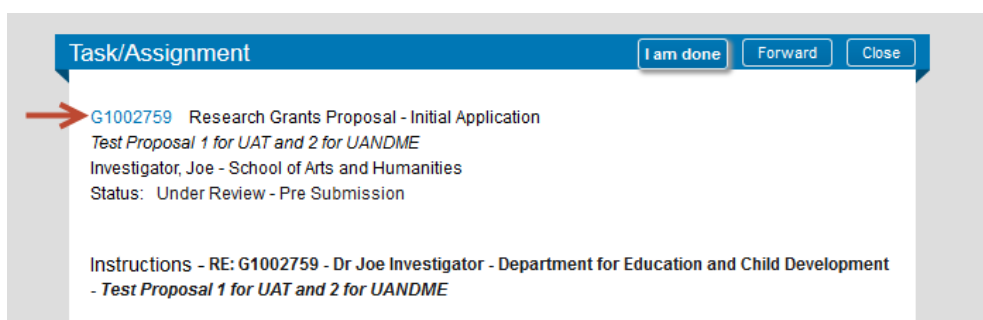 Task/Assignment I am done Forward Close
G1002759 Research Grants Proposal - Initial Application
Test Proposal 1 for UAT and 2 for UANDME
Investigator, Joe - School of Arts and Humanities
Status: Under Review - Pre Submission
Instructions - RE: G1002759 - Dr Joe Investigator - Department for Education and Child Development
- Test Proposal 1 for UAT and 2 for UANDME